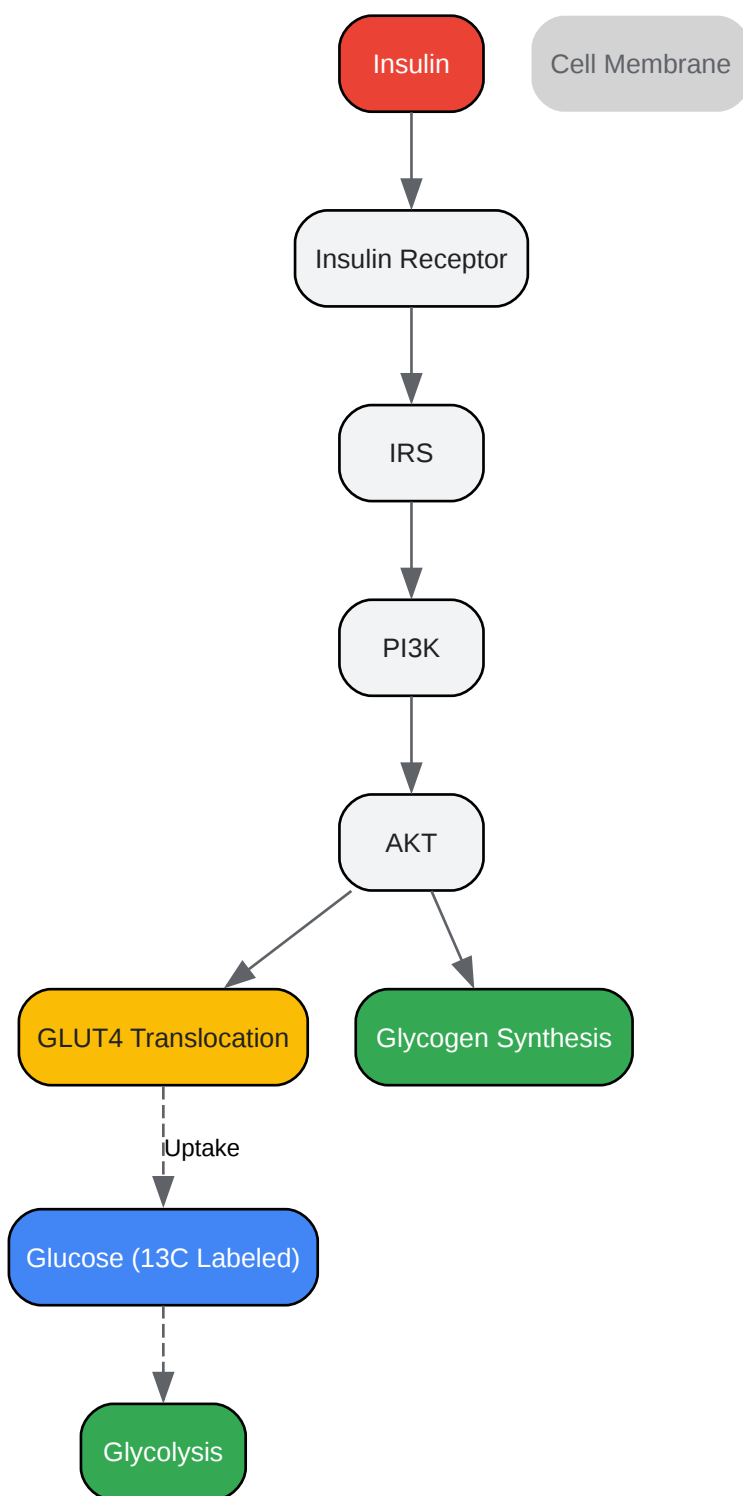 Insulin
Cell Membrane
Insulin Receptor
IRS
PI3K
AKT
GLUT4 Translocation
Glycogen Synthesis
Uptake
Glucose (13C Labeled)
Glycolysis